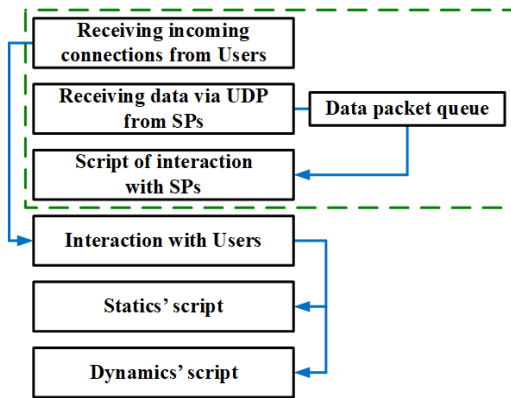 Receiving incoming
connections from Users
Receiving data via UDP
from SPs
Data packet queue
Script of interaction
with SPs
Interaction with Users
Statics’ script
Dynamics’ script